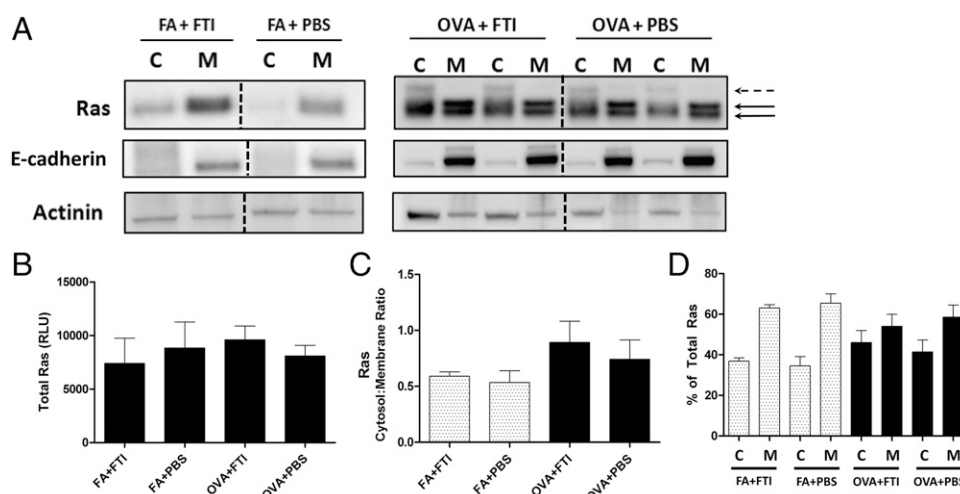 A
FA + FTI FA + PBS OVA + FTI OVA + PBS
C M C M C M C M C M C M
Ras
E-cadherin
Actinin
B
Total Ras (RLU)
15000
10000
5000
0
FA+FTI FA+PBS OVA+FTI OVA+PBS
C
Ras
Cytosol:Membrane Ratio
1.5
1.0
0.5
0.0
FA+FTI FA+PBS OVA+FTI OVA+PBS
D
% of Total Ras
80
60
40
20
0
C M C M C M C M
FA+FTI FA+PBS OVA+FTI OVA+PBS